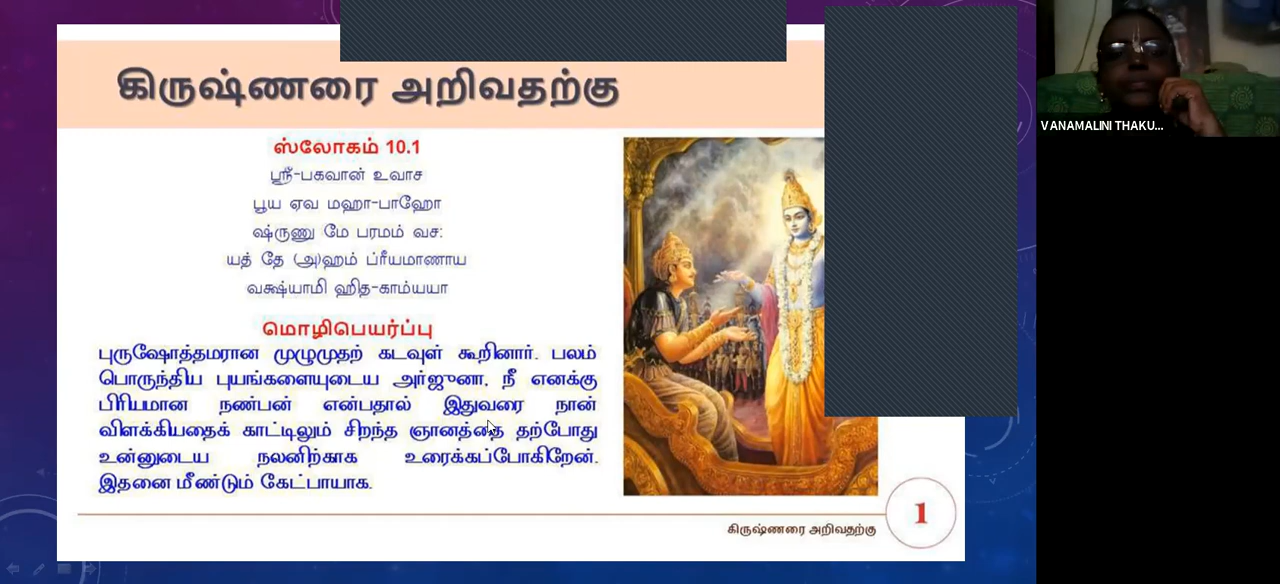 கிருஷ்ணரை அறிவதற்கு
ஸ்லோகம் 10.1
ஸ்ரீ-பகவான் உவாச
பூய ஏவ மஹா-பாஹோ
ஷ்ருணு மே பரமம் வச:
யத் தே (அ)ஹம் ப்ரீயமாணாய
வக்ஷ்யாமி ஹித-காம்யயா
மொழிபெயர்ப்பு
புருஷோத்தமரான முழுமுதற் கடவுள் கூறினார். பலம்
பொருந்திய புயங்களையுடைய அர்ஜுனா, நீ எனக்கு
பிரியமான நண்பன் என்பதால் இதுவரை நான்
விளக்கியதைக் காட்டிலும் சிறந்த ஞானத்தை தற்போது
உன்னுடைய நலனிற்காக உரைக்கப்போகிறேன்.
இதனை மீண்டும் கேட்பாயாக.
கிருஷ்ணரை அறிவதற்கு
1
VANAMALINI THAKU...